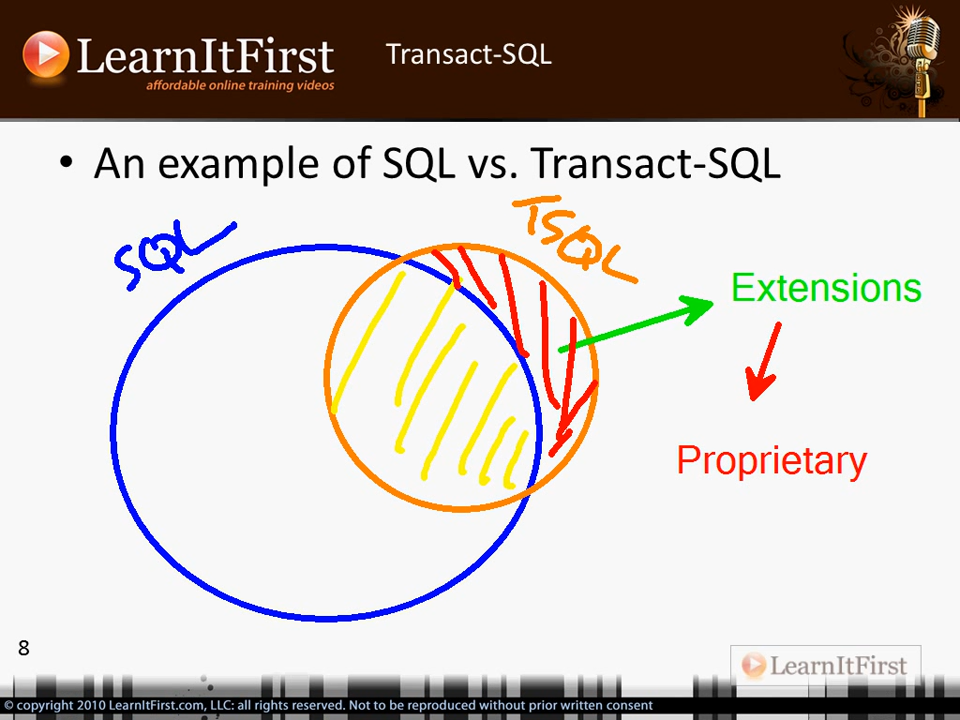 LearnItFirst
affordable online training videos
Transact-SQL
• An example of SQL vs. Transact-SQL
SQL
TSQL
Extensions
Proprietary
8
LearnItFirst
© copyright 2010 LearnItFirst.com, LLC: all rights reserved. Not to be reproduced without prior written consent